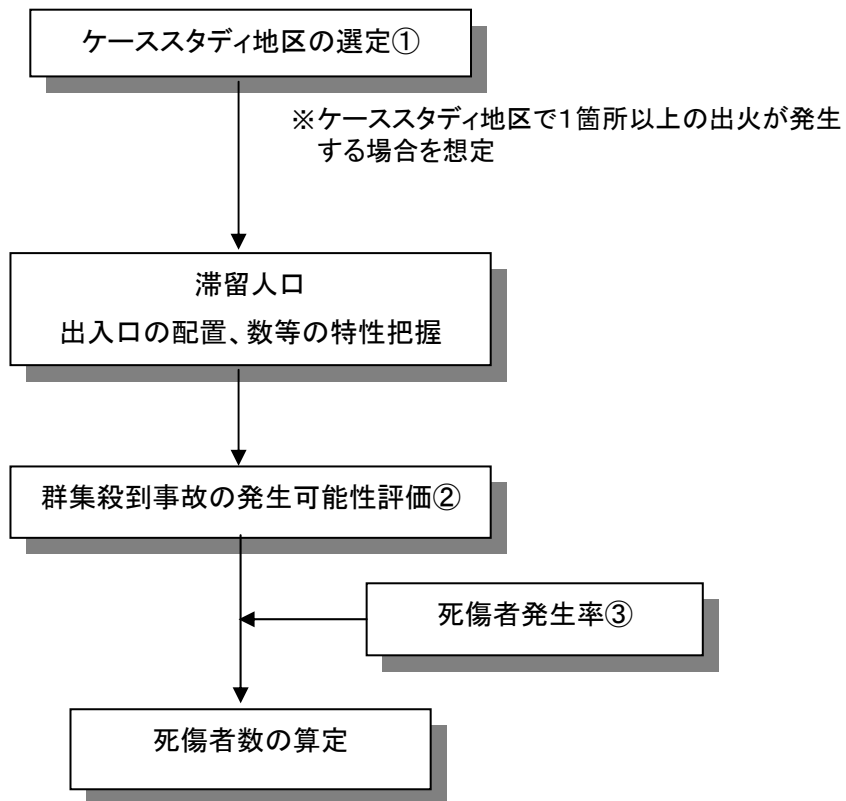 ケーススタディ地区の選定①
※ケーススタディ地区で1箇所以上の出火が発生
する場合を想定
滞留人口
出入口の配置、数等の特性把握
群集殺到事故の発生可能性評価②
死傷者発生率③
死傷者数の算定